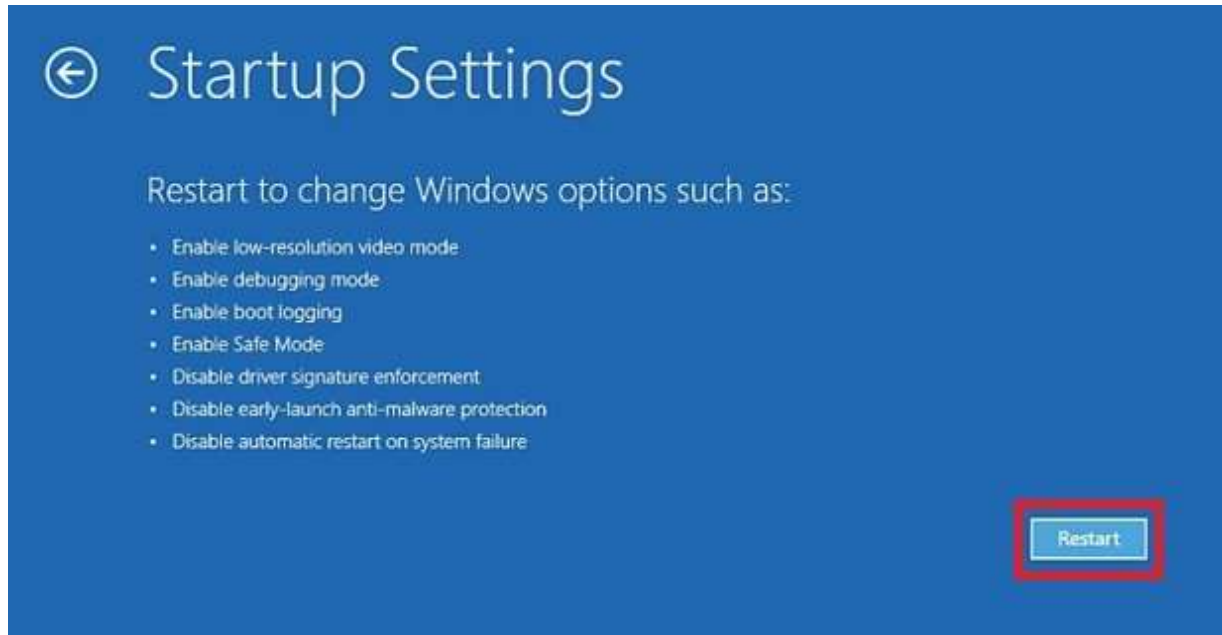 Startup Settings
Restart to change Windows options such as:
• Enable low-resolution video mode
• Enable debugging mode
• Enable boot logging
• Enable Safe Mode
• Disable driver signature enforcement
• Disable early-launch anti-malware protection
• Disable automatic restart on system failure
Restart